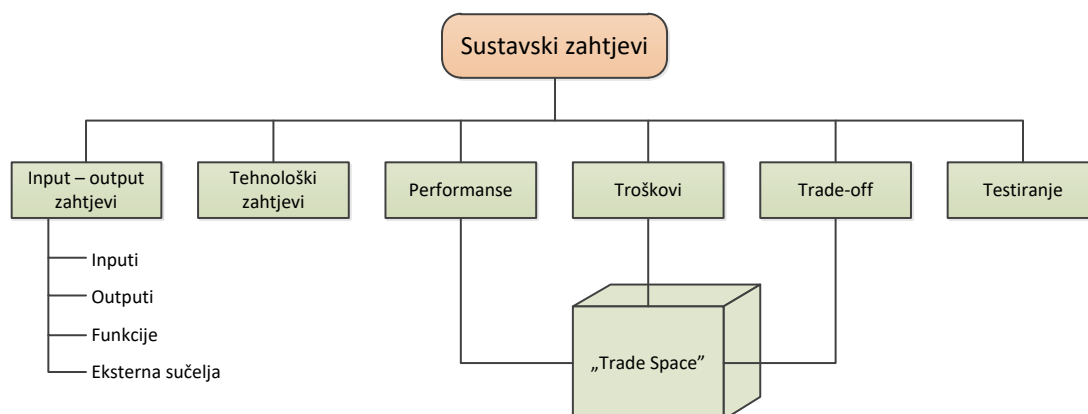 Sustavski zahtjevi
Input – output
zahtjevi
Tehnološki
zahtjevi
Performanse
Troškovi
Trade-off
Testiranje
Inputi
Outputi
Funkcije
Eksterna sučelja
„Trade Space”